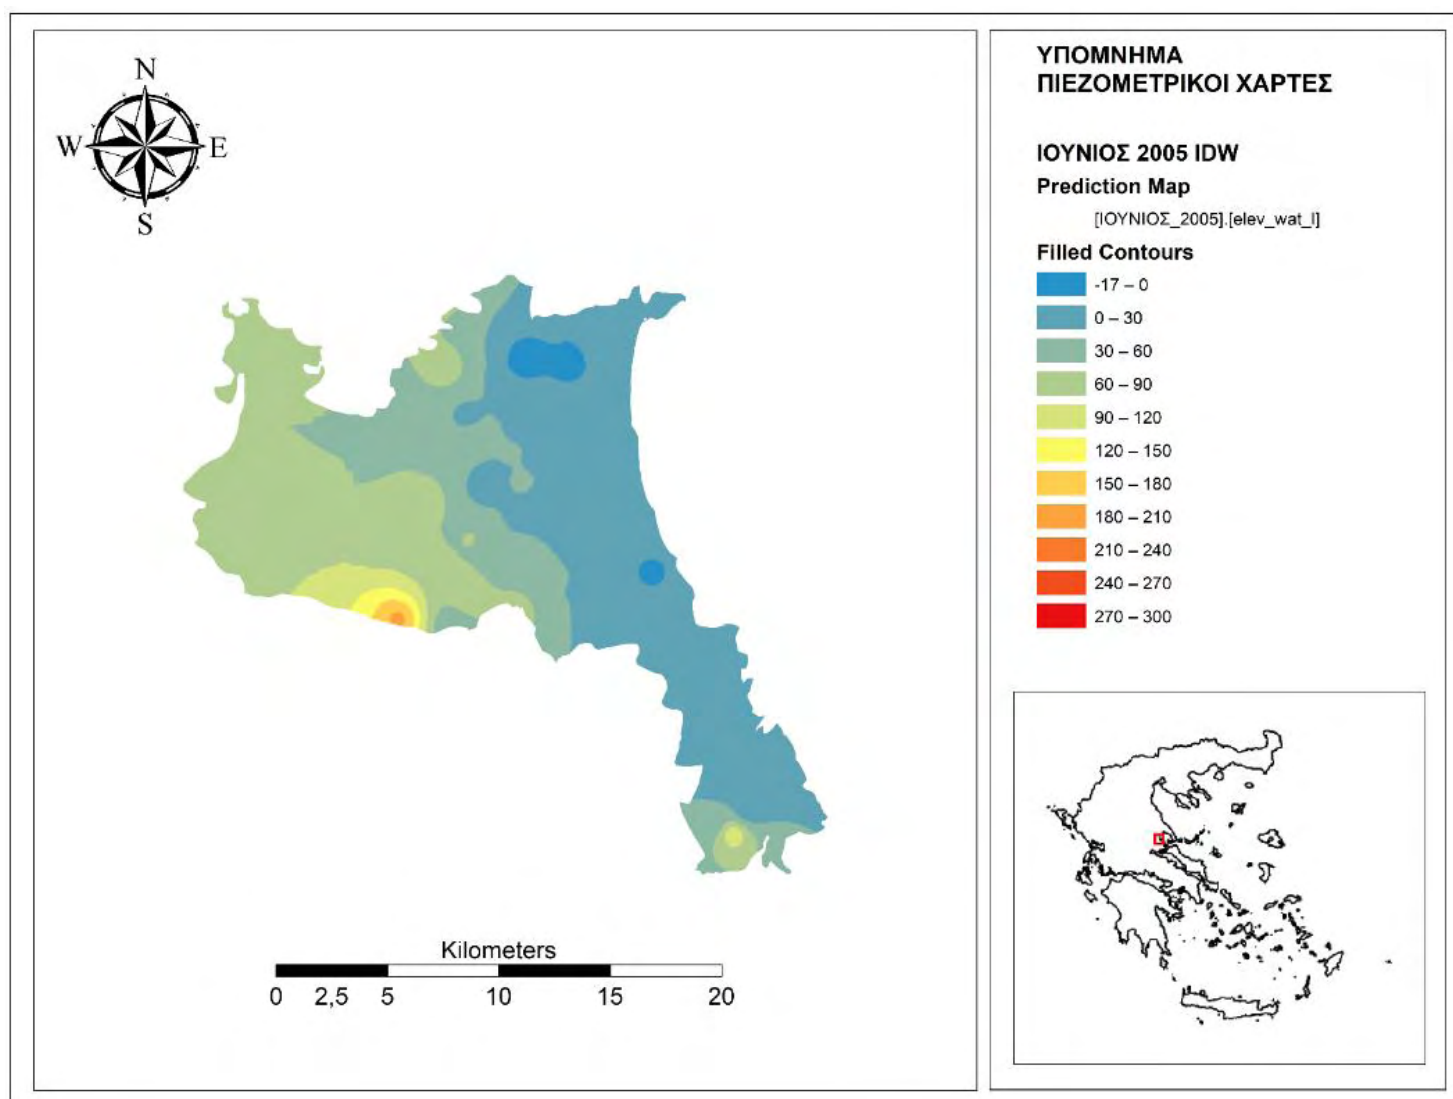 N
W
E
S
Kilometers
0 2,5 5 10 15 20
ΥΠΟΜΝΗΜΑ
ΠΙΕΖΟΜΕΤΡΙΚΟΙ ΧΑΡΤΕΣ
ΙΟΥΝΙΟΣ 2005 IDW
Prediction Map
[ΙΟΥΝΙΟΣ_2005].[elev_wat_l]
Filled Contours
-17 – 0
0 – 30
30 – 60
60 – 90
90 – 120
120 – 150
150 – 180
180 – 210
210 – 240
240 – 270
270 – 300